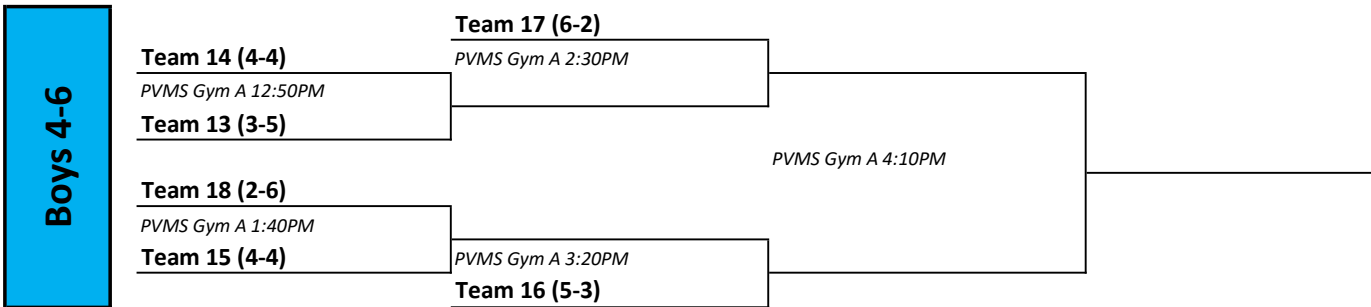 Boys 4-6
Team 17 (6-2)
Team 14 (4-4)
PVMS Gym A 2:30PM
PVMS Gym A 12:50PM
Team 13 (3-5)
PVMS Gym A 4:10PM
Team 18 (2-6)
PVMS Gym A 1:40PM
Team 15 (4-4)
PVMS Gym A 3:20PM
Team 16 (5-3)